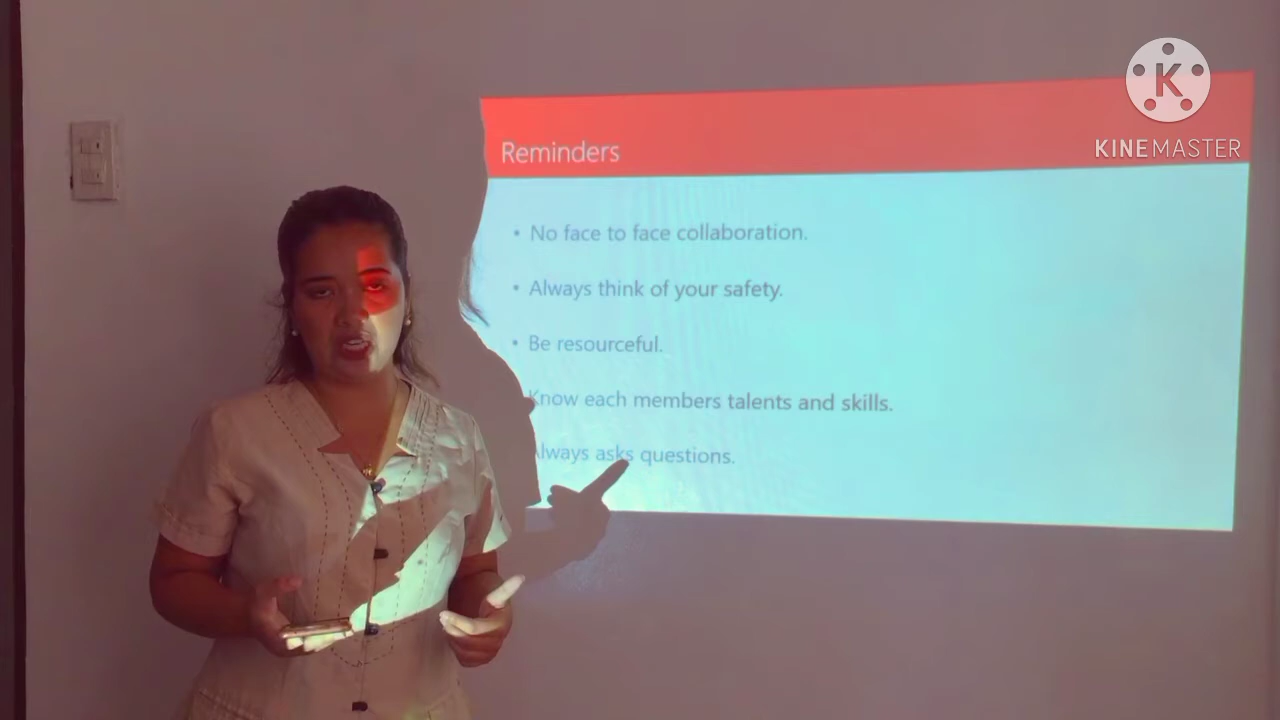 K
KINEMASTER
Reminders
• No face to face collaboration.
• Always think of your safety.
• Be resourceful.
Know each members talents and skills.
lways asks questions.